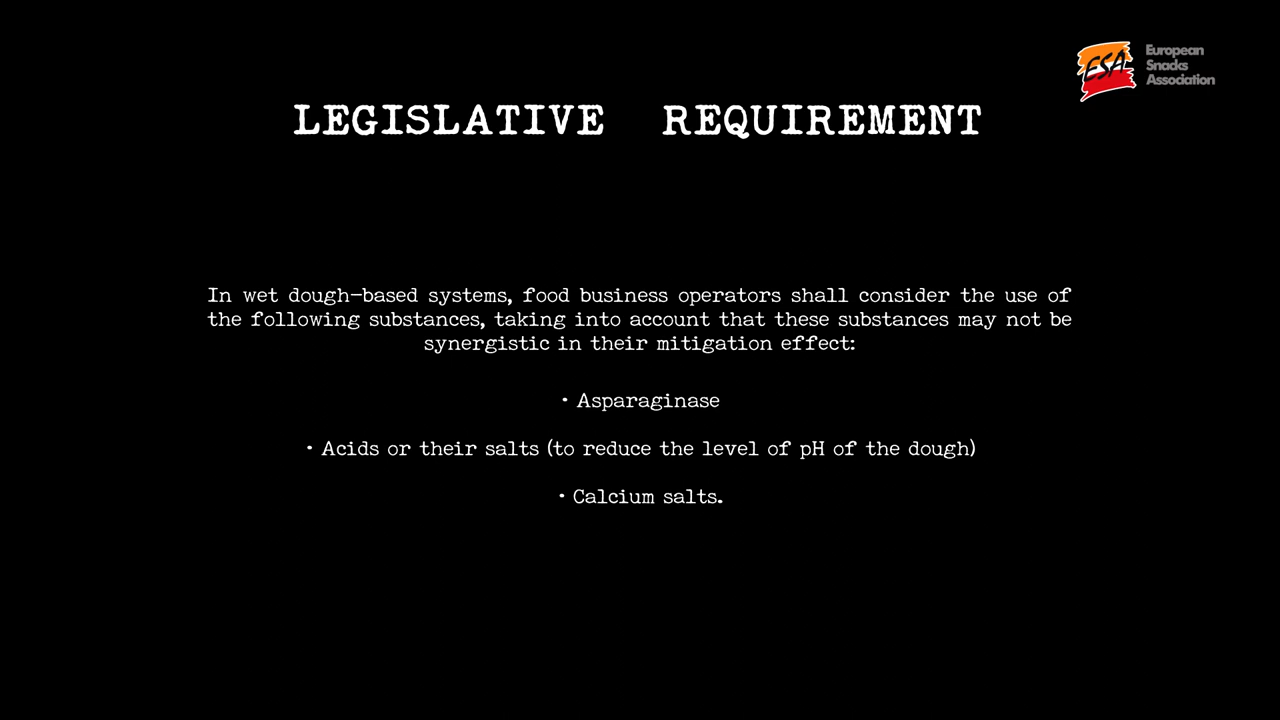 ESA
European
Snacks
Association
LEGISLATIVE REQUIREMENT
In wet dough-based systems, food business operators shall consider the use of
the following substances, taking into account that these substances may not be
synergistic in their mitigation effect:
• Asparaginase
• Acids or their salts (to reduce the level of pH of the dough)
• Calcium salts.